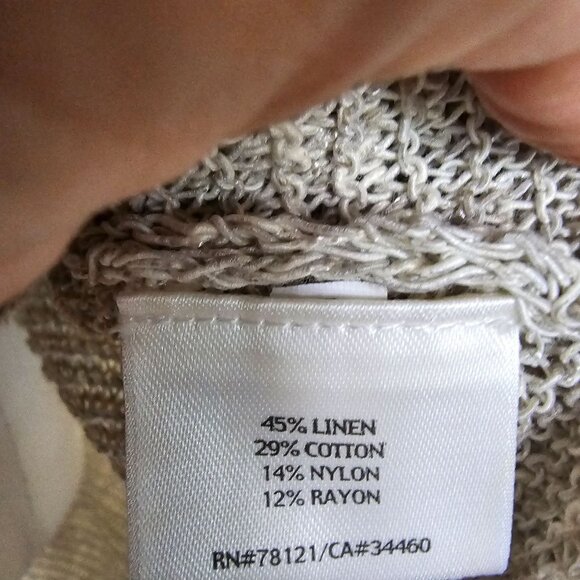 45% LINEN
29% COTTON
14% NYLON
12% RAYON
RN#78121/CA#34460